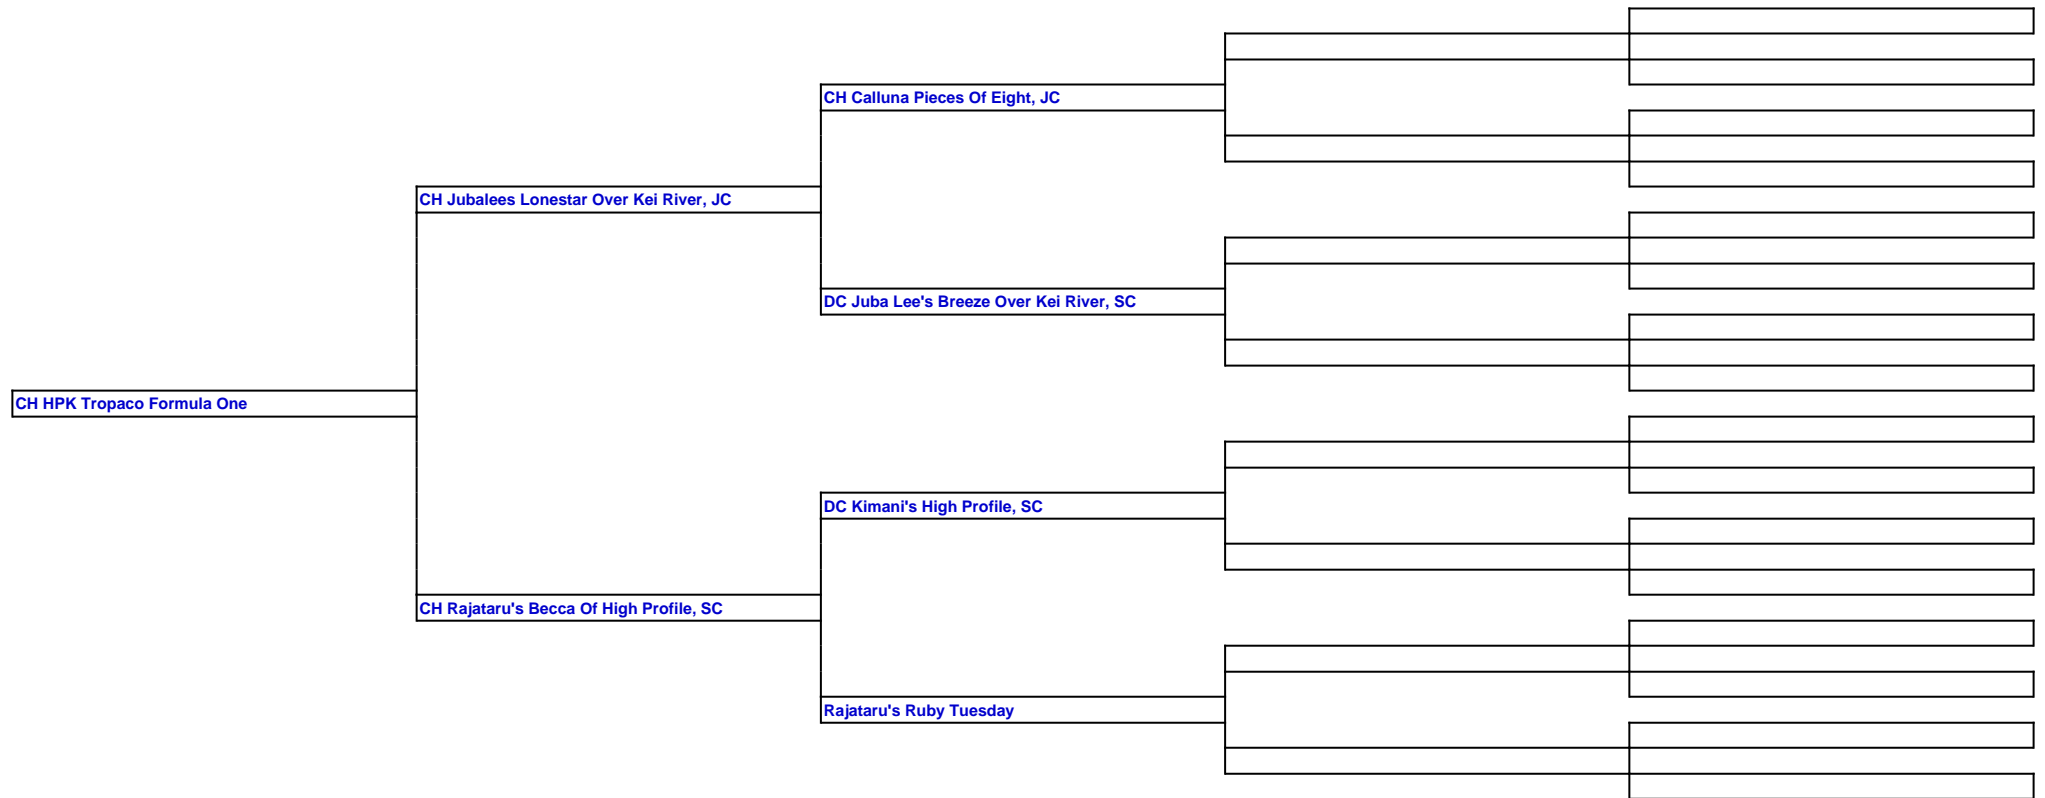 CH Calluna Pieces Of Eight, JC
CH Jubalees Lonestar Over Kei River, JC
DC Juba Lee's Breeze Over Kei River, SC
CH HPK Tropaco Formula One
DC Kimani's High Profile, SC
CH Rajataru's Becca Of High Profile, SC
Rajataru's Ruby Tuesday